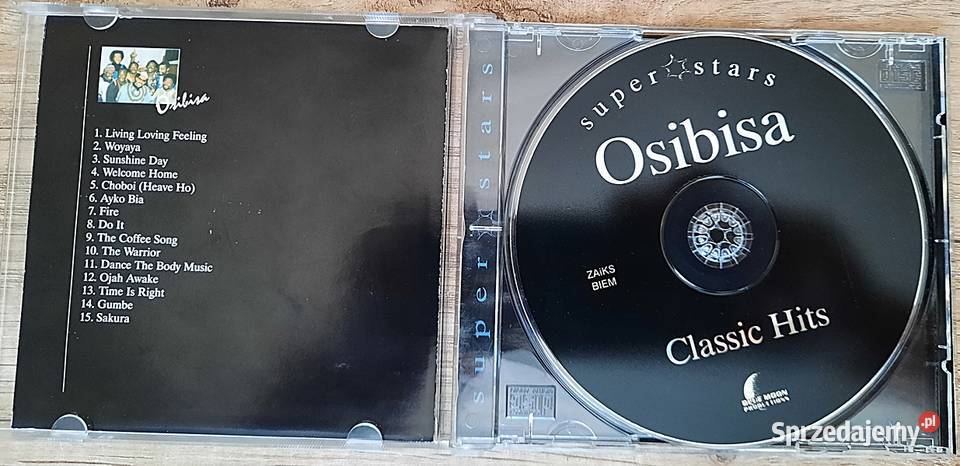 Osibisa
1. Living Loving Feeling
2. Woyaya
3. Sunshine Day
4. Welcome Home
5. Choboi (Heave Ho)
6. Ayko Bia
7. Fire
8. Do It
9. The Coffee Song
10. The Warrior
11. Dance The Body Music
12. Ojah Awake
13. Time Is Right
14. Gumbe
15. Sakura
super stars
super stars
Osibisa
ZAiKS
BIEM
Classic Hits
BLUE MOON
PRODUCTIONS
Sprzedajemy.pl